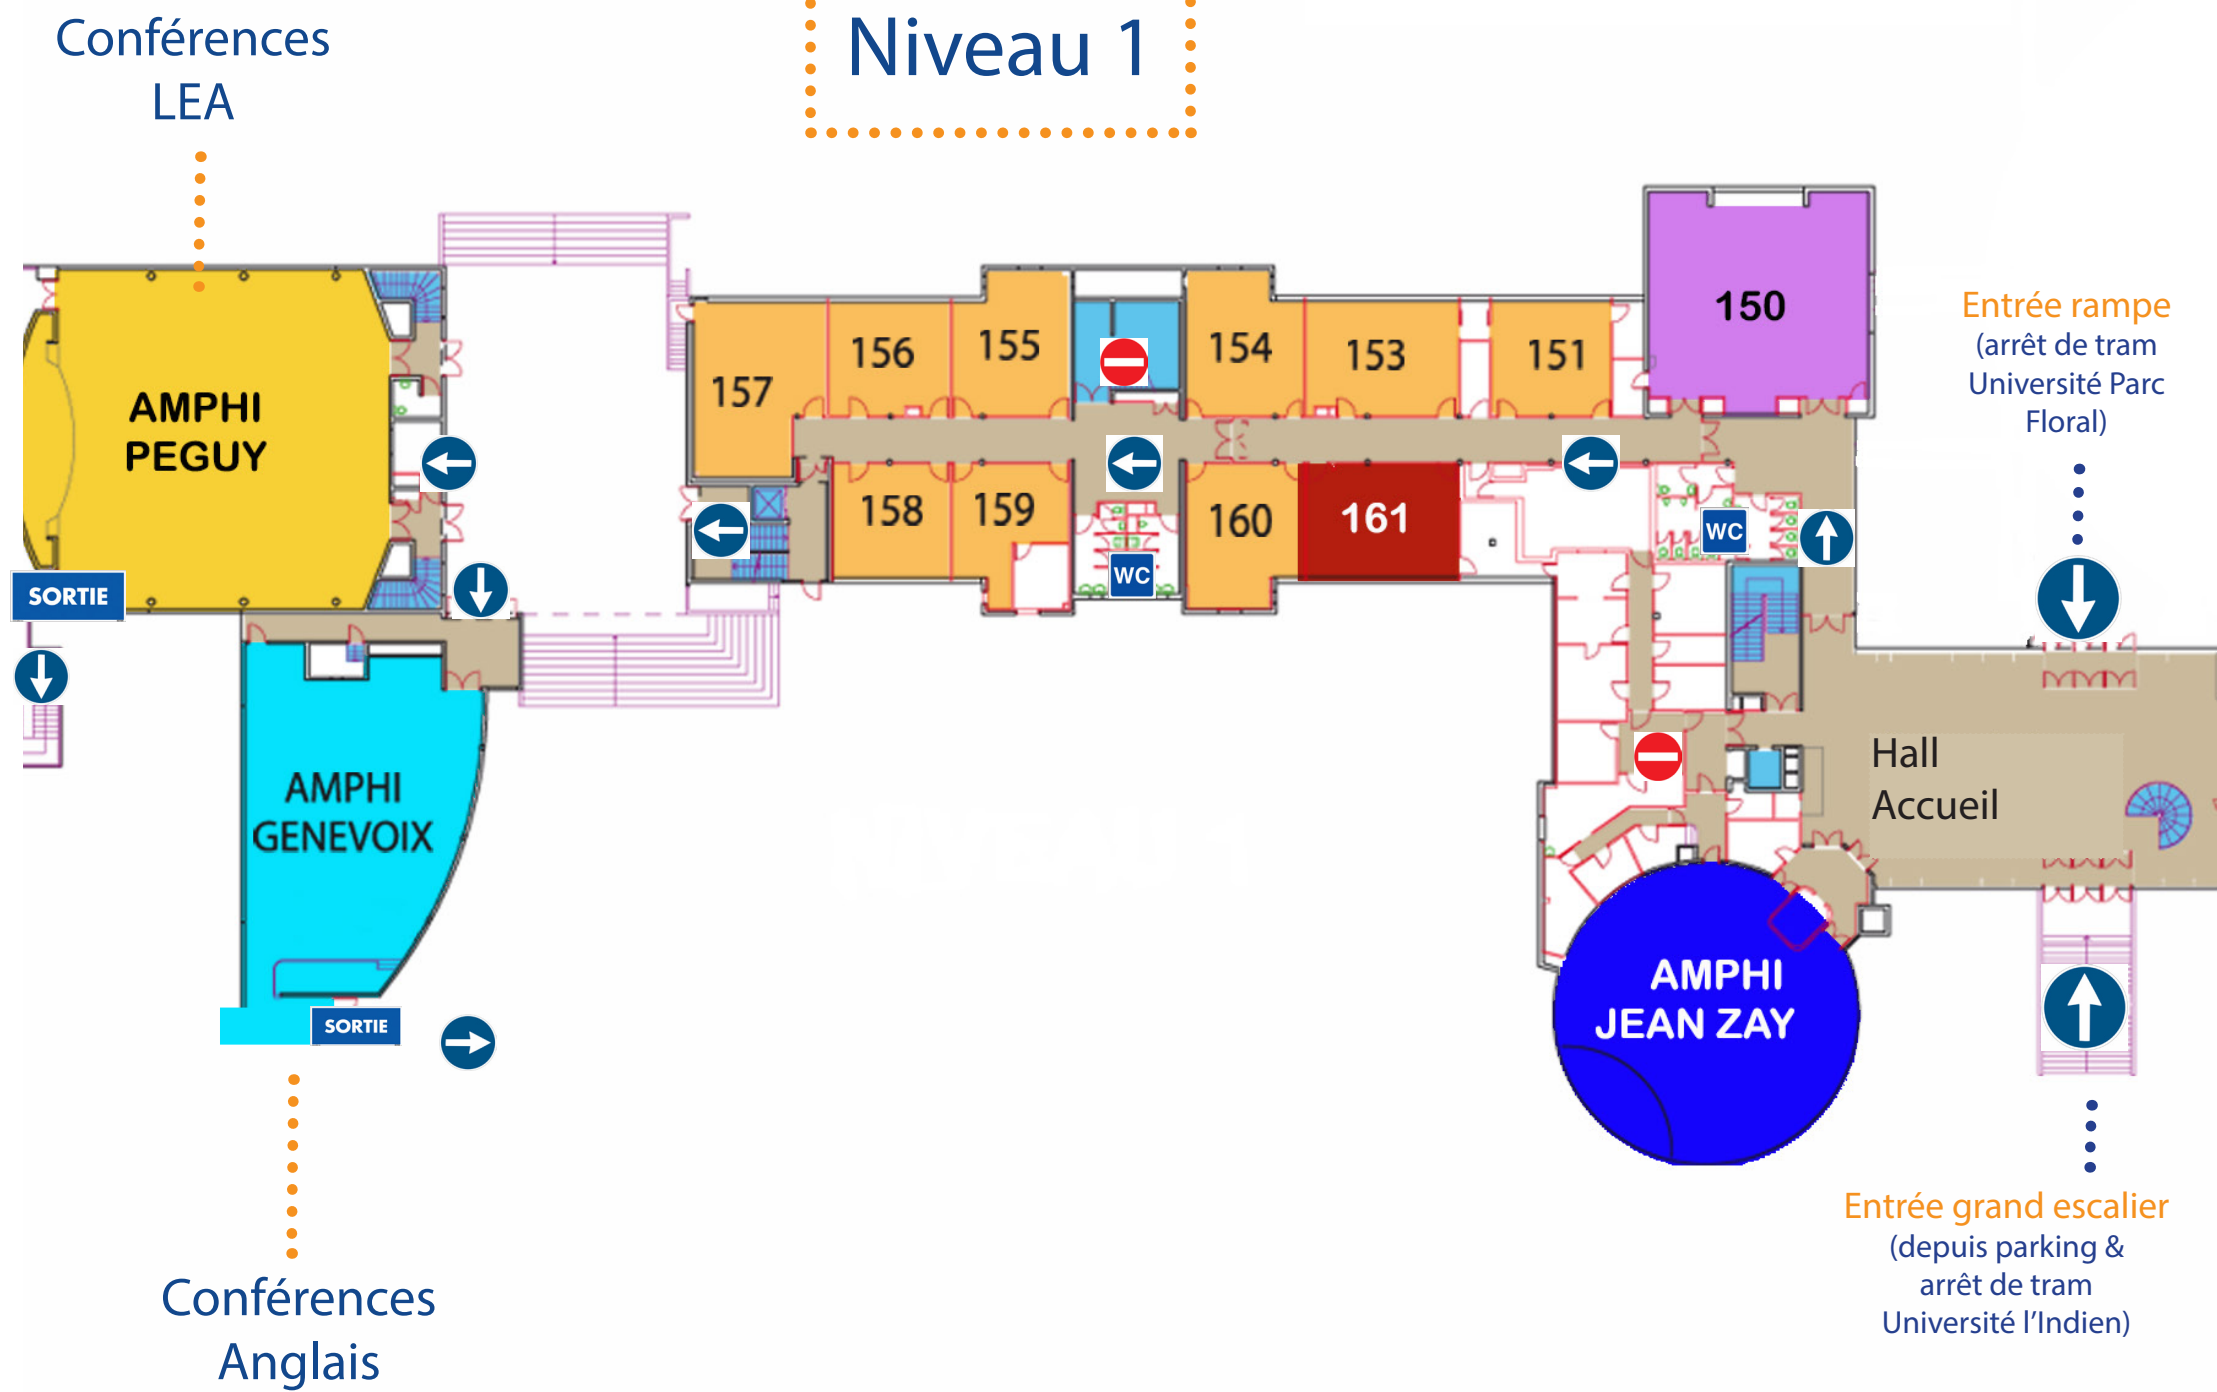 Conférences
LEA
Niveau 1
150
Entrée rampe
(arrêt de tram
Université Parc
Floral)
157
156
155
154
153
151
AMPHI
PEGUY
158
159
160
161
WC
WC
SORTIE
AMPHI
GENEVOIX
Hall
Accueil
AMPHI
JEAN ZAY
SORTIE
Entrée grand escalier
(depuis parking &
arrêt de tram
Université l'Indien)
Conférences
Anglais